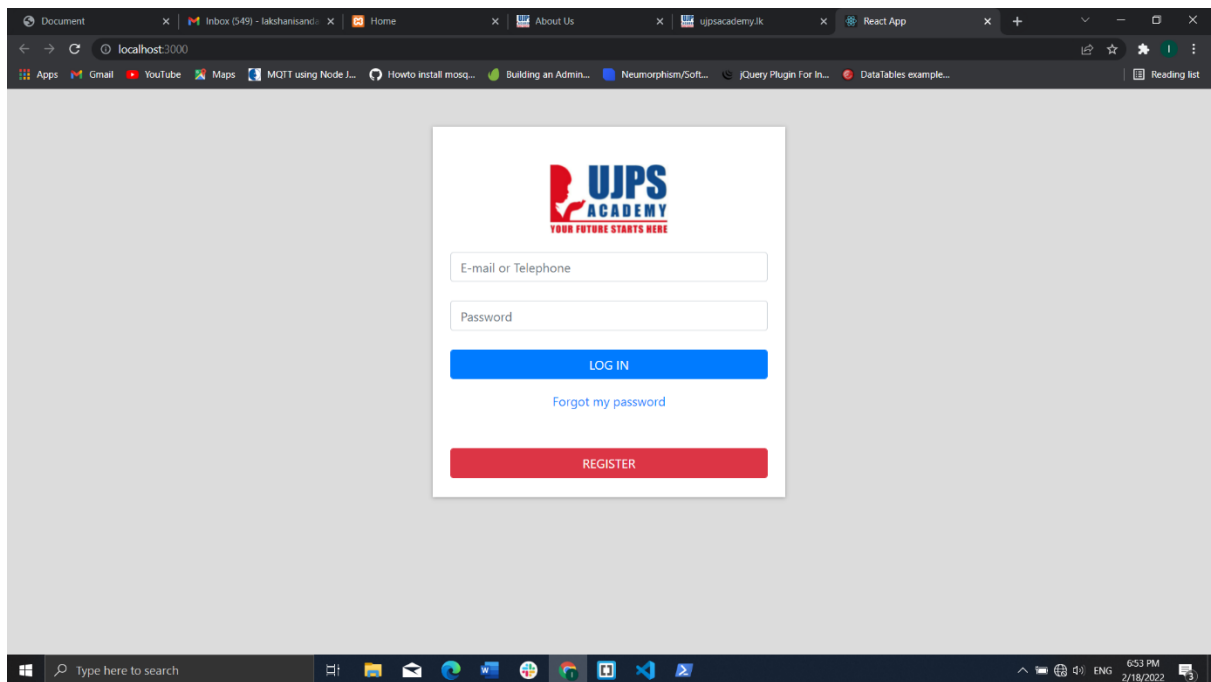 Document
Inbox (549) - lakshanisanda
Home
About Us
ujpsacademy.lk
React App
localhost:3000
Apps
Gmail
YouTube
Maps
MQTT using Node J...
Howto install mosq...
Building an Admin...
Neumorphism/Soft...
jQuery Plugin For In...
DataTables example...
Reading list
UJPS
ACADEMY
YOUR FUTURE STARTS HERE
E-mail or Telephone
Password
LOG IN
Forgot my password
REGISTER
Type here to search
ENG
6:53 PM
2/18/2022